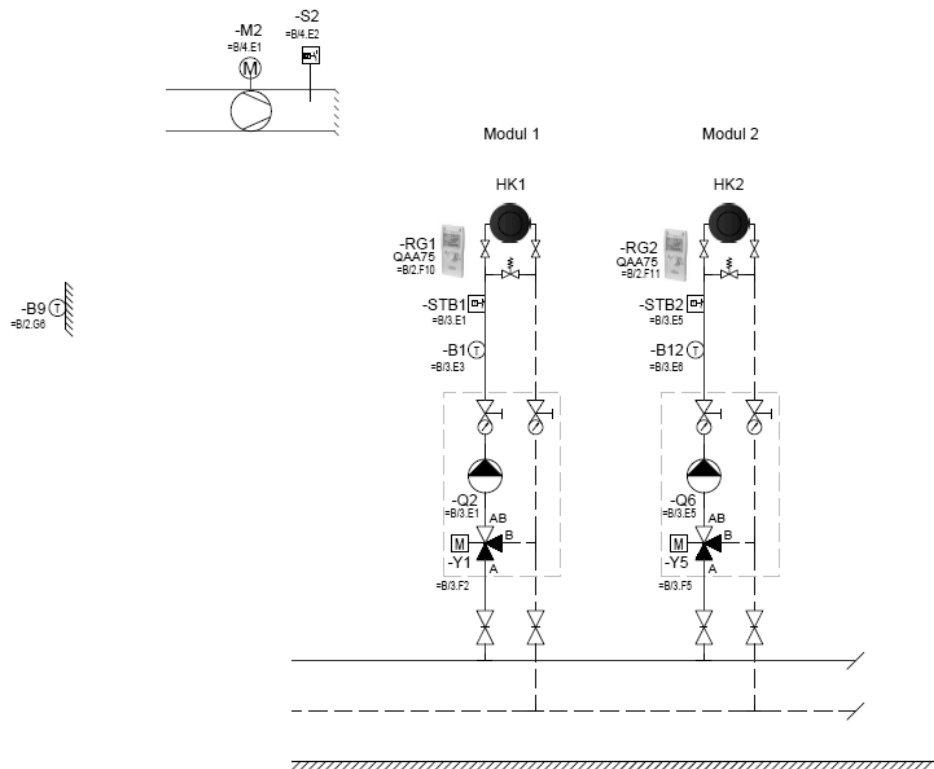 -M2
=B/4.E1
M
-S2
=B/4.E2
Modul 1
Modul 2
HK1
HK2
-RG1
QAA75
=B/2.F10
-RG2
QAA75
=B/2.F11
-B9
T
=B/2.G6
-STB1
=B/3.E1
-STB2
=B/3.E5
-B1
T
=B/3.E3
-B12
T
=B/3.E6
-Q2
=B/3.E1
AB
B
M
-Y1
A
=B/3.F2
-Q6
=B/3.E5
AB
B
M
-Y5
A
=B/3.F5